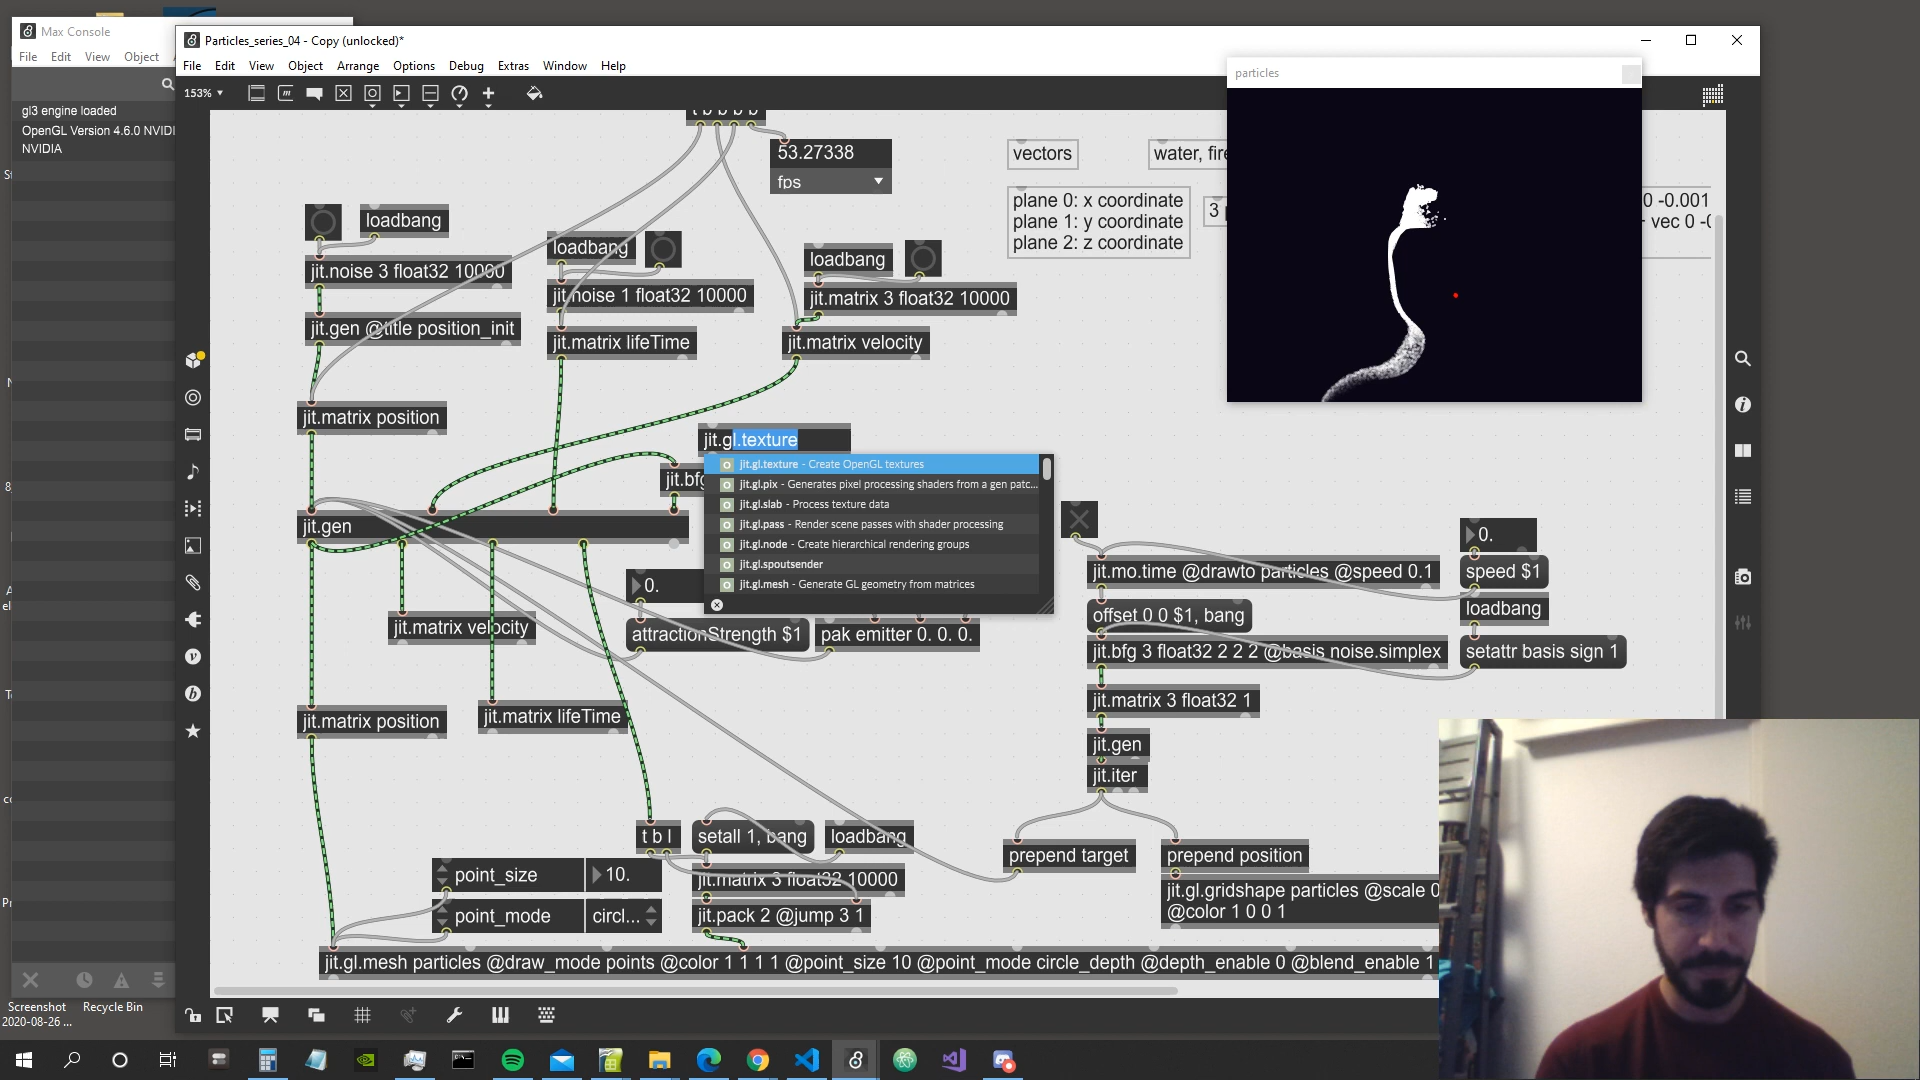 Max Console
File Edit View Object
gl3 engine loaded
OpenGL Version 4.6.0 NVIDI
NVIDIA
Particles_series_04 - Copy (unlocked)*
File Edit View Object Arrange Options Debug Extras Window Help
153%
t b b b b
53.27338
fps
vectors
water, fire
plane 0: x coordinate
plane 1: y coordinate
plane 2: z coordinate
3
0 -0.001
vec 0 -0
particles
loadbang
jit.noise 3 float32 10000
jit.gen @title position_init
jit.matrix position
loadbang
jit.noise 1 float32 10000
jit.matrix lifeTime
loadbang
jit.matrix 3 float32 10000
jit.matrix velocity
jit.gl.texture
jit.bfg
jit.gl.texture - Create OpenGL textures
jit.gl.pix - Generates pixel processing shaders from a gen patc...
jit.gl.slab - Process texture data
jit.gl.pass - Render scene passes with shader processing
jit.gl.node - Create hierarchical rendering groups
jit.gl.spoutsender
jit.gl.mesh - Generate GL geometry from matrices
jit.gen
0.
attractionStrength $1
pak emitter 0. 0. 0.
jit.matrix velocity
jit.matrix position
jit.matrix lifeTime
0.
jit.mo.time @drawto particles @speed 0.1
speed $1
offset 0 0 $1, bang
loadbang
jit.bfg 3 float32 2 2 2 @basis noise.simplex
setattr basis sign 1
jit.matrix 3 float32 1
jit.gen
jit.iter
t b l
setall 1, bang
loadbang
prepend target
prepend position
point_size 10.
jit.matrix 3 float32 10000
jit.gl.gridshape particles @scale 0
@color 1 0 0 1
point_mode circl...
jit.pack 2 @jump 3 1
jit.gl.mesh particles @draw_mode points @color 1 1 1 1 @point_size 10 @point_mode circle_depth @depth_enable 0 @blend_enable 1
Screenshot
2020-08-26 ...
Recycle Bin